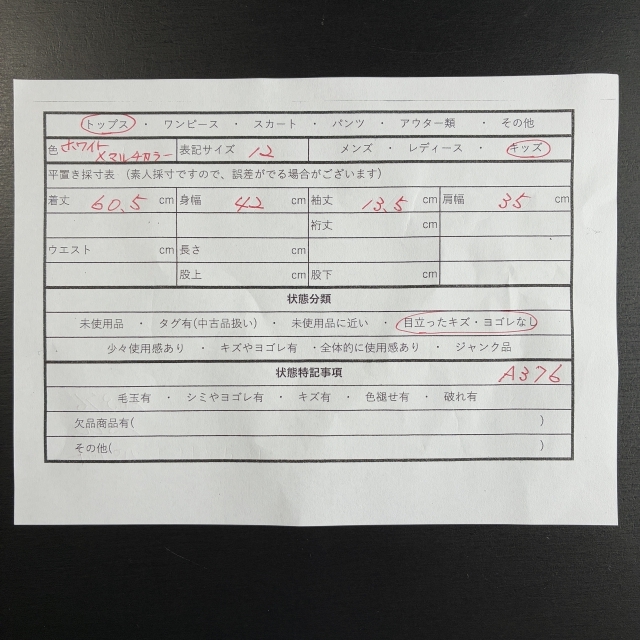 トップス ・ ワンピース ・ スカート ・ パンツ ・ アウター類 ・ その他
色 ホワイト×マルチカラー 表記サイズ 12 メンズ ・ レディース ・ キッズ
平置き採寸表 (素人採寸ですので、誤差がでる場合がございます)
着丈 60.5 cm 身幅 42 cm 袖丈 13.5 cm 肩幅 35 cm
裄丈 cm
ウエスト cm 長さ cm
股上 cm 股下 cm
状態分類
未使用品 ・ タグ有(中古品扱い) ・ 未使用品に近い ・ 目立ったキズ・ヨゴレなし
少々使用感あり ・ キズやヨゴレ有 ・全体的に使用感あり ・ ジャンク品
状態特記事項 A376
毛玉有 ・ シミやヨゴレ有 ・ キズ有 ・ 色褪せ有 ・ 破れ有
欠品商品有( )
その他( )